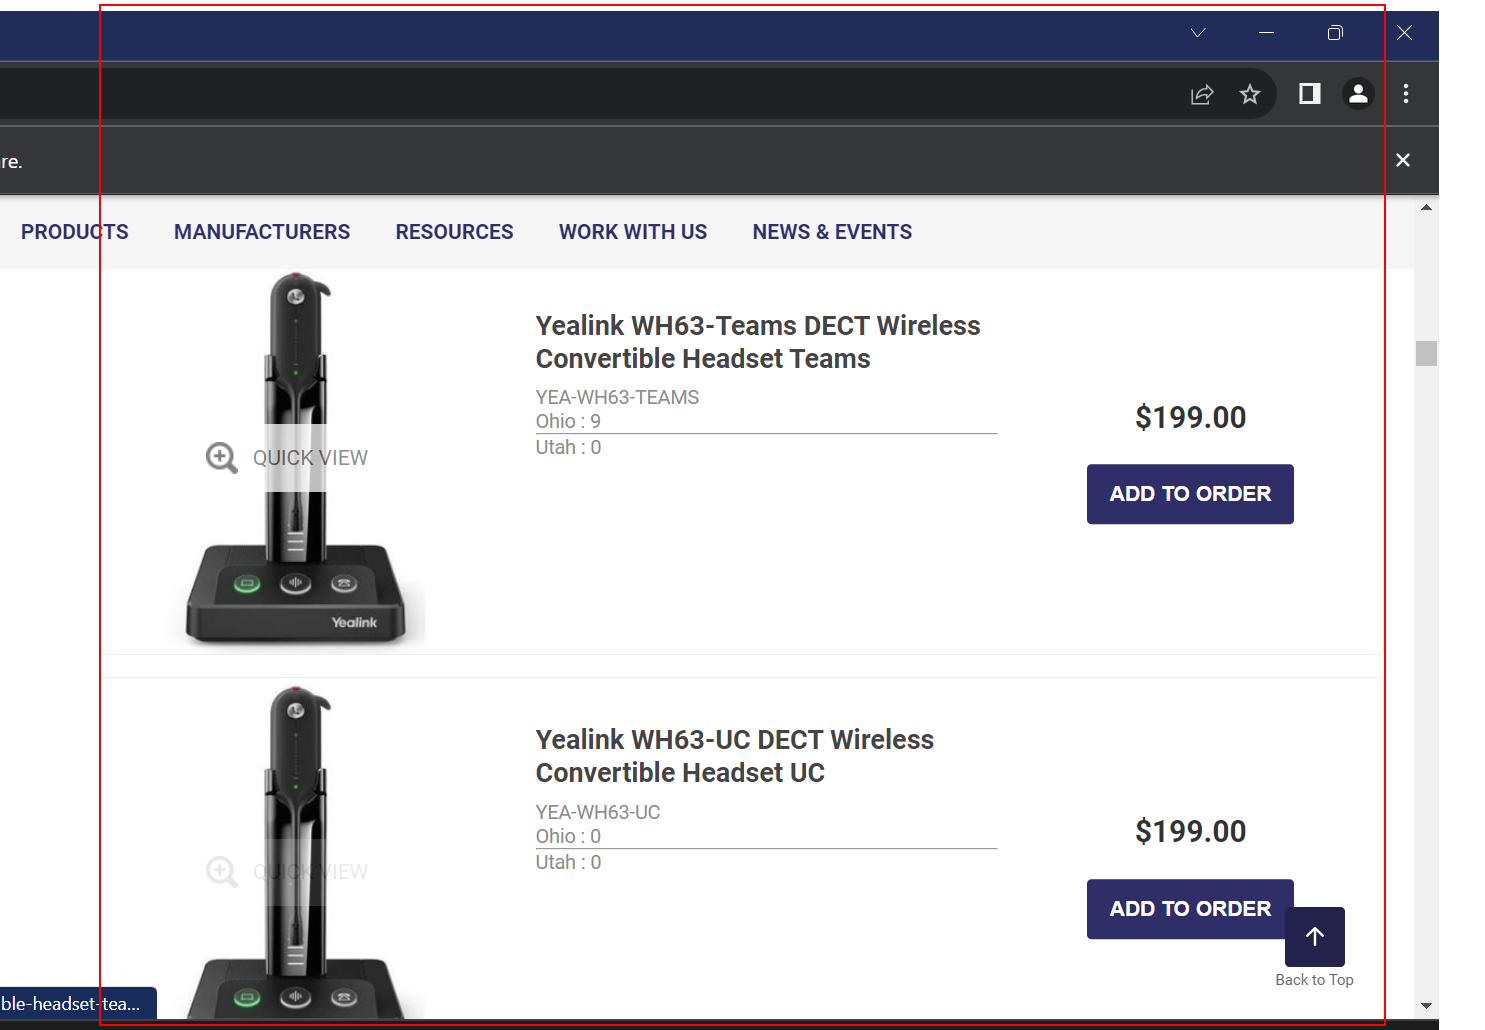 re.
PRODUCTS MANUFACTURERS RESOURCES WORK WITH US NEWS & EVENTS
Yealink WH63-Teams DECT Wireless
Convertible Headset Teams
YEA-WH63-TEAMS
Ohio : 9
Utah : 0
$199.00
ADD TO ORDER
QUICK VIEW
Yealink
Yealink WH63-UC DECT Wireless
Convertible Headset UC
YEA-WH63-UC
Ohio : 0
Utah : 0
$199.00
ADD TO ORDER
QUICK VIEW
Back to Top
ble-headset-tea...